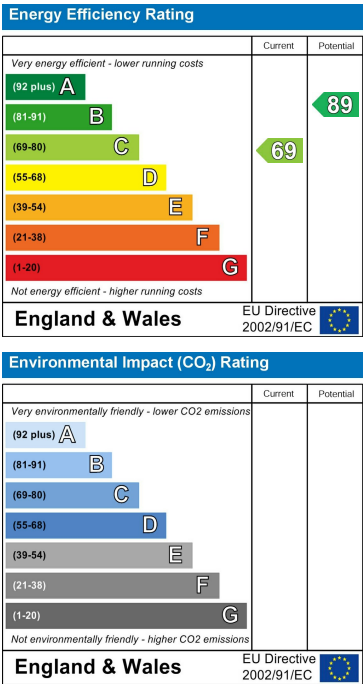 Energy Efficiency Rating
Current Potential
Very energy efficient - lower running costs
(92 plus) A
(81-91) B
(69-80) C
(55-68) D
(39-54) E
(21-38) F
(1-20) G
89
69
Not energy efficient - higher running costs
England & Wales
EU Directive
2002/91/EC
Environmental Impact (CO₂) Rating
Current Potential
Very environmentally friendly - lower CO2 emissions
(92 plus) A
(81-91) B
(69-80) C
(55-68) D
(39-54) E
(21-38) F
(1-20) G
Not environmentally friendly - higher CO2 emissions
England & Wales
EU Directive
2002/91/EC